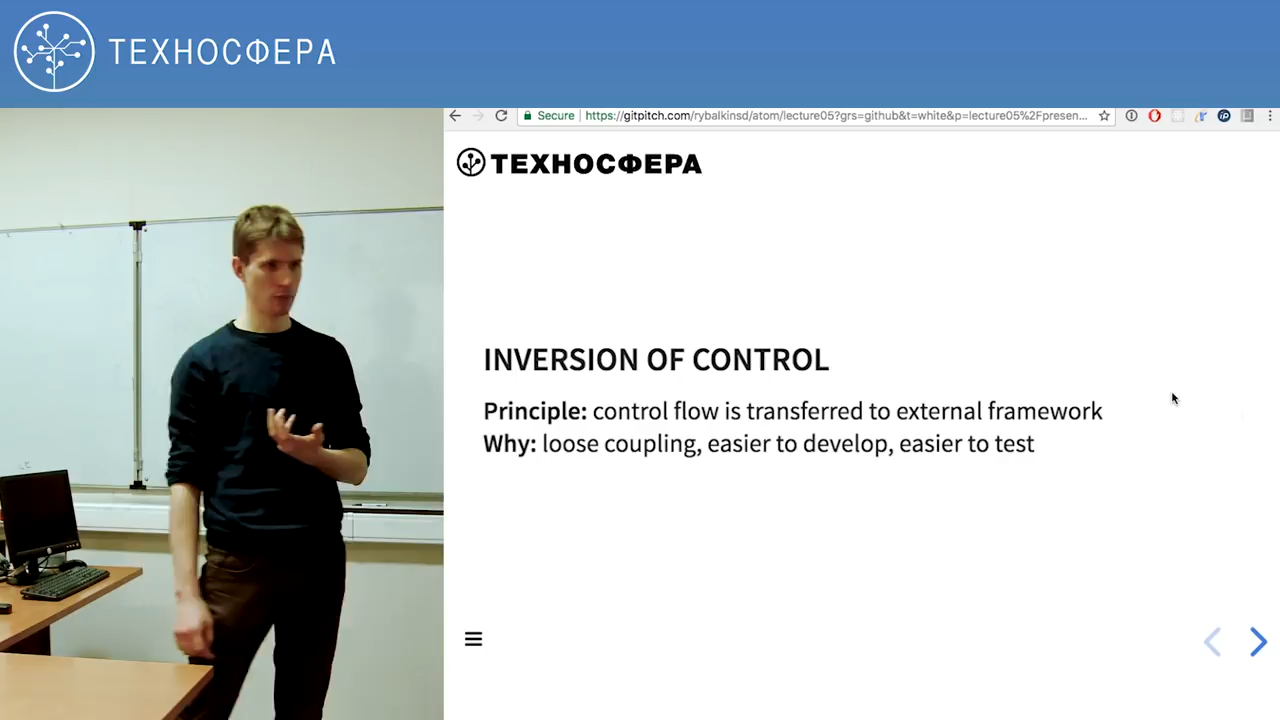 ТЕХНОСФЕРА
Secure
https://gitpitch.com/rybalkinsd/atom/lecture05?grs=github&t=white&p=lecture05%2Fpresen...
ТЕХНОСФЕРА
INVERSION OF CONTROL
Principle: control flow is transferred to external framework
Why: loose coupling, easier to develop, easier to test